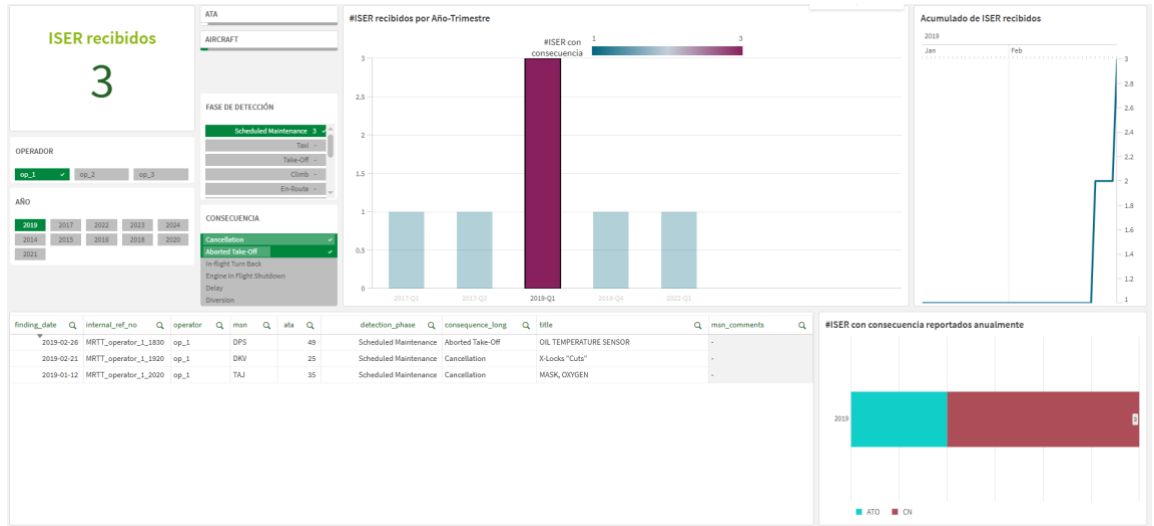 ISER recibidos
3
OPERADOR
op_1
op_2
op_3
AÑO
2019 2017 2022 2023 2024
2014 2015 2016 2018 2020
2021
ATA
AIRCRAFT
FASE DE DETECCIÓN
Scheduled Maintenance 3
Taxi -
Take-Off -
Climb -
En-Route -
CONSECUENCIA
Cancellation
Aborted Take-Off
In-flight Turn Back
Engine In Flight Shutdown
Delay
Diversion
#ISER recibidos por Año-Trimestre
#ISER con consecuencia
1
3
3
2.5
2
1.5
1
0.5
0
2017-Q1 2017-Q2 2019-Q1 2019-Q4 2022-Q1
Acumulado de ISER recibidos
2019
Jan Feb
3
2.8
2.6
2.4
2.2
2
1.8
1.6
1.4
1.2
1
finding_date internal_ref_no operator msn ata detection_phase consequence_long title msn_comments
2019-02-26 MRTT_operator_1_1830 op_1 DPS 49 Scheduled Maintenance Aborted Take-Off OIL TEMPERATURE SENSOR -
2019-02-21 MRTT_operator_1_1920 op_1 DKV 25 Scheduled Maintenance Cancellation X-Locks "Cuts" -
2019-01-12 MRTT_operator_1_2020 op_1 TAJ 35 Scheduled Maintenance Cancellation MASK, OXYGEN -
#ISER con consecuencia reportados anualmente
2019
3
ATO CN